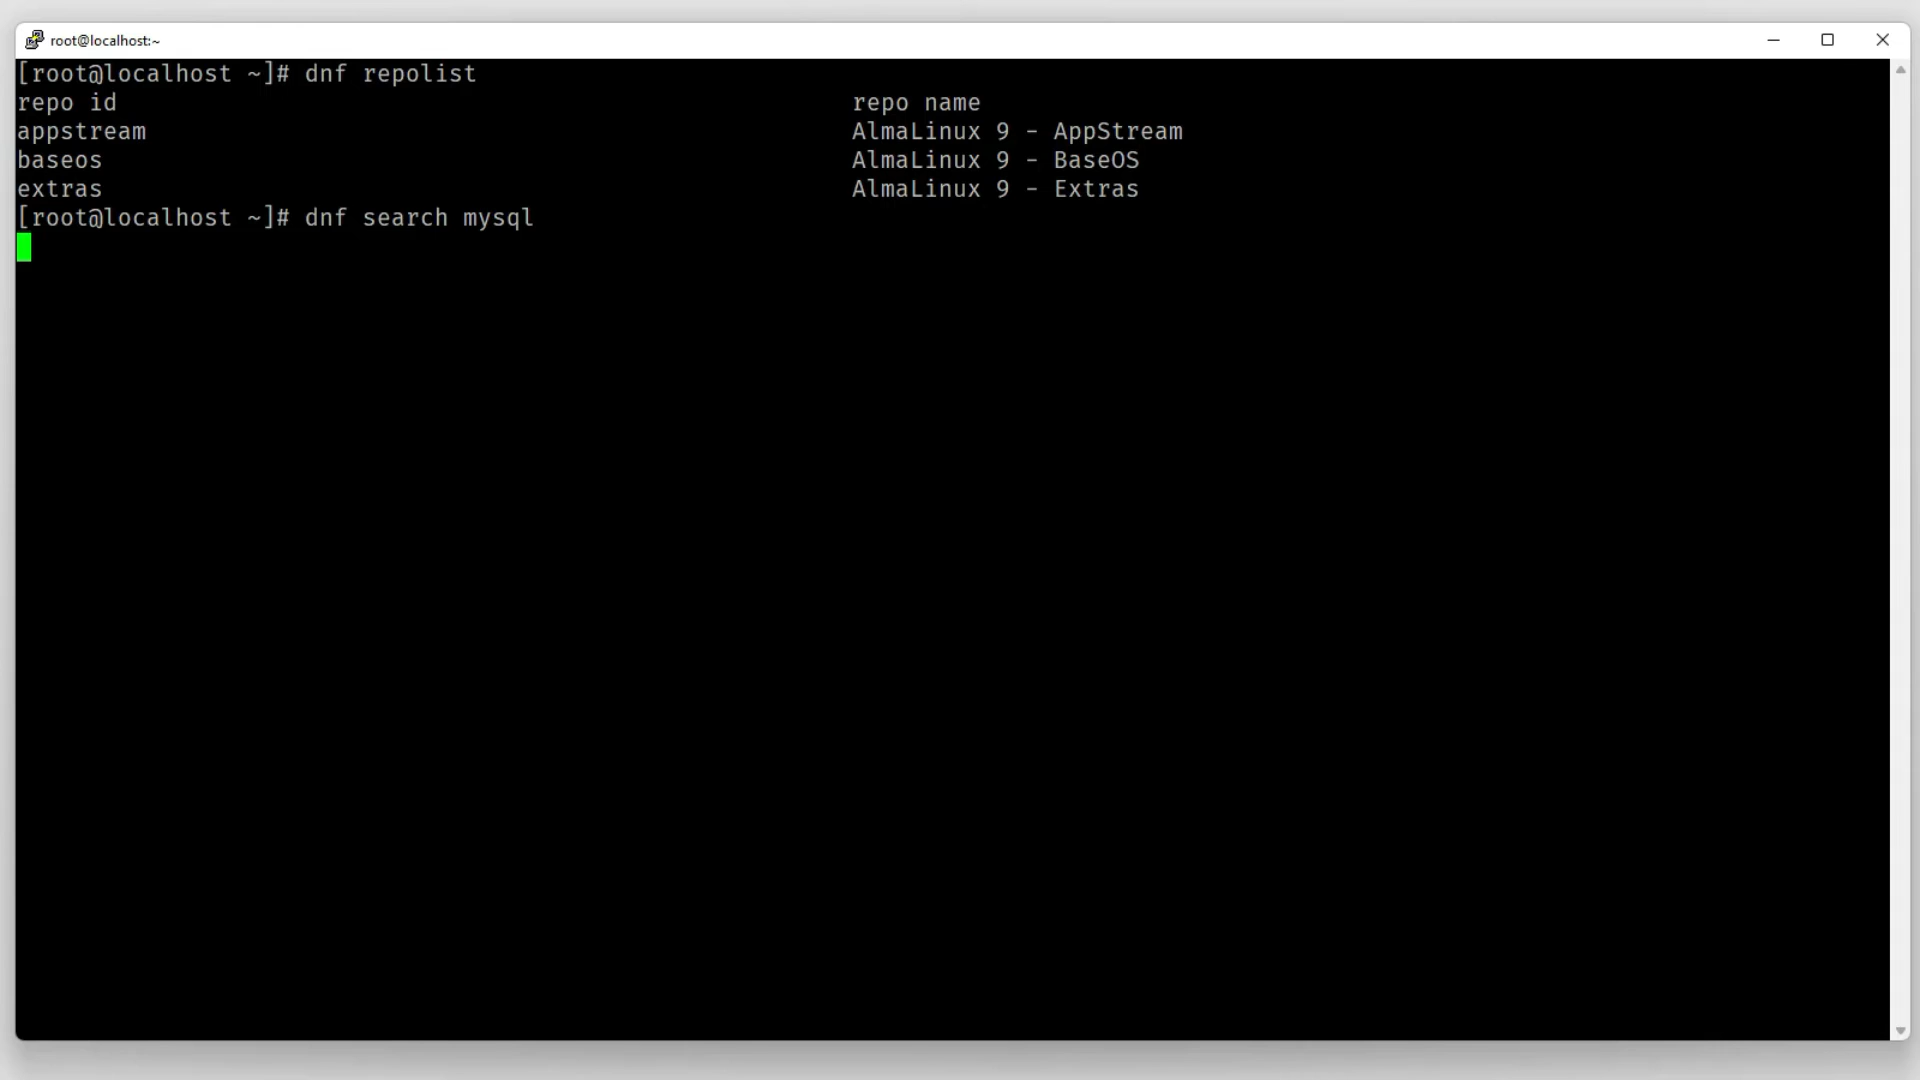 root@localhost:~
[root@localhost ~]# dnf repolist
repo id repo name
appstream AlmaLinux 9 - AppStream
baseos AlmaLinux 9 - BaseOS
extras AlmaLinux 9 - Extras
[root@localhost ~]# dnf search mysql